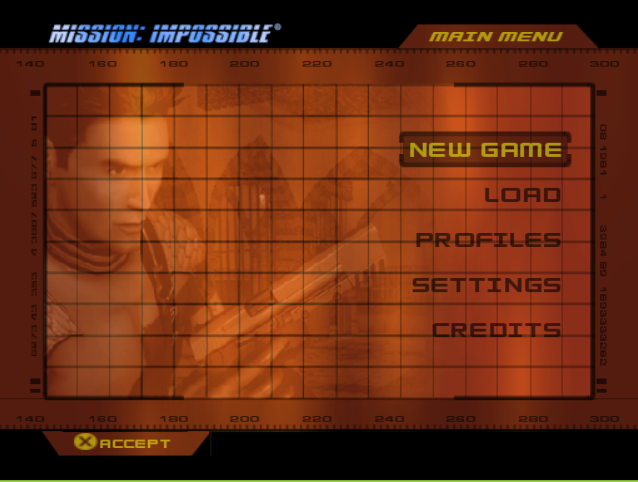 MISSION: IMPOSSIBLE®
MAIN MENU
140 160 180 200 220 240 260 280 300
NEW GAME
LOAD
PROFILES
SETTINGS
CREDITS
140 160 180 200 220 240 260 280 300
ACCEPT